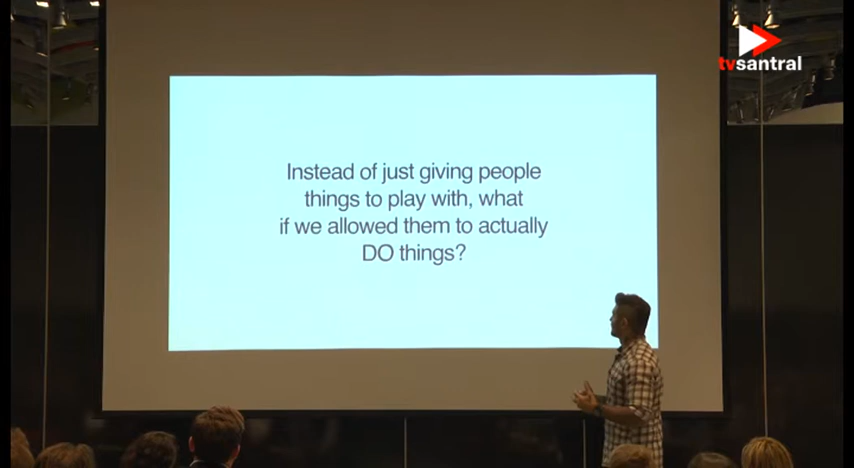 tvsantral
Instead of just giving people
things to play with, what
if we allowed them to actually
DO things?